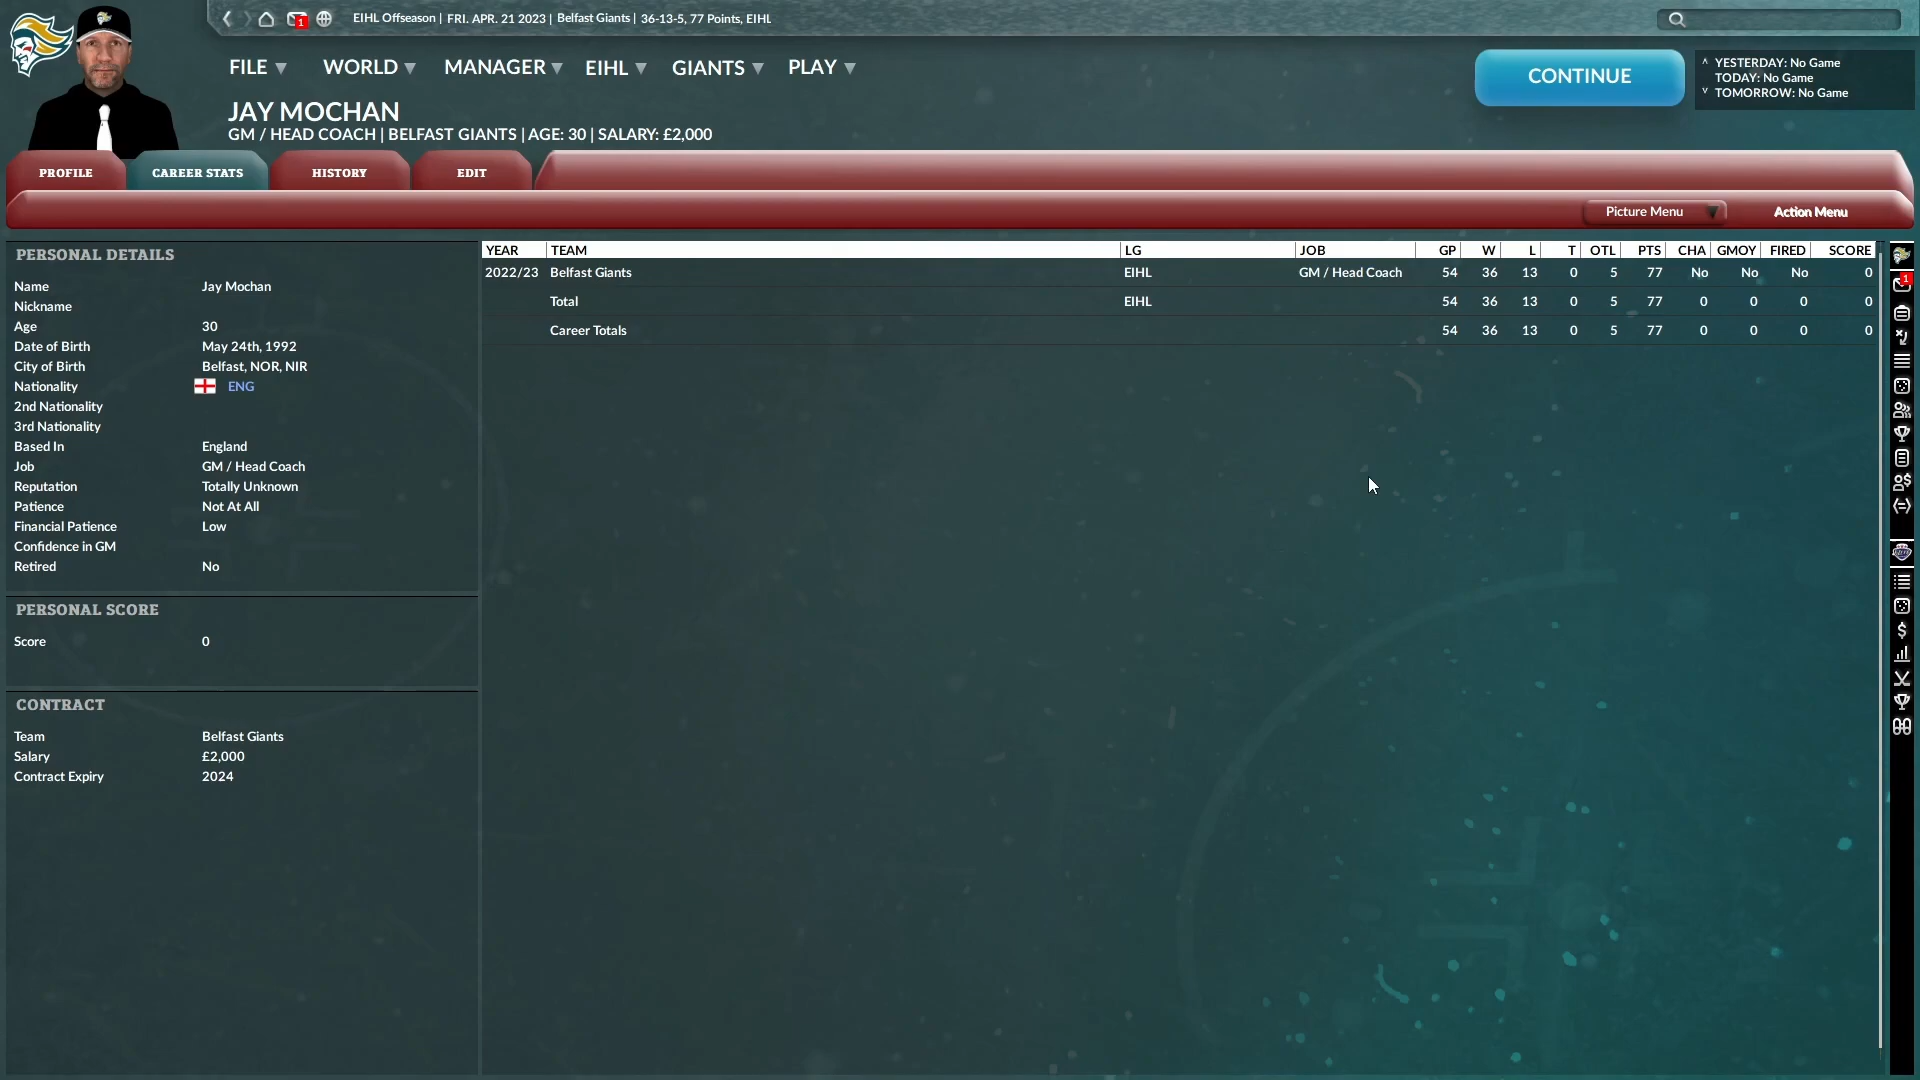 1
EIHL Offseason | FRI. APR. 21 2023 | Belfast Giants | 36-13-5, 77 Points, EIHL
FILE WORLD MANAGER EIHL GIANTS PLAY
CONTINUE
YESTERDAY: No Game
TODAY: No Game
TOMORROW: No Game
JAY MOCHAN
GM / HEAD COACH | BELFAST GIANTS | AGE: 30 | SALARY: £2,000
PROFILE CAREER STATS HISTORY EDIT
Picture Menu Action Menu
PERSONAL DETAILS
Name Jay Mochan
Nickname
Age 30
Date of Birth May 24th, 1992
City of Birth Belfast, NOR, NIR
Nationality ENG
2nd Nationality
3rd Nationality
Based In England
Job GM / Head Coach
Reputation Totally Unknown
Patience Not At All
Financial Patience Low
Confidence in GM
Retired No
PERSONAL SCORE
Score 0
CONTRACT
Team Belfast Giants
Salary £2,000
Contract Expiry 2024
YEAR TEAM LG JOB GP W L T OTL PTS CHA GMOY FIRED SCORE
2022/23 Belfast Giants EIHL GM / Head Coach 54 36 13 0 5 77 No No No 0
Total EIHL 54 36 13 0 5 77 0 0 0 0
Career Totals 54 36 13 0 5 77 0 0 0 0
1